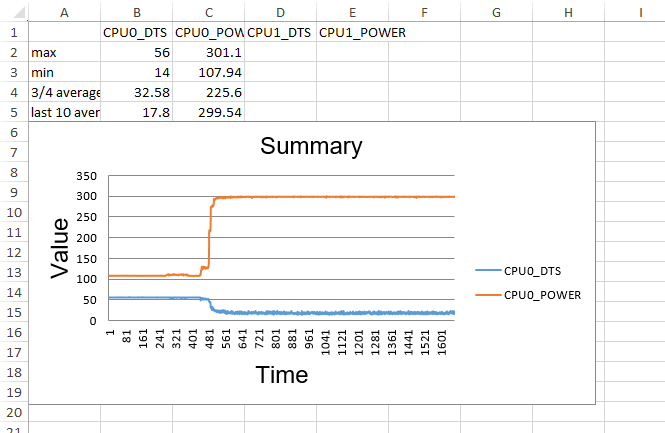 A B C D E F G H I
1 CPU0_DTS CPU0_POW CPU1_DTS CPU1_POWER
2 max 56 301.1
3 min 14 107.94
4 3/4 average 32.58 225.6
5 last 10 aver 17.8 299.54
6
7
8
9
10
11
12
13
14
15
16
17
18
19
20
21
Summary
Value
350
300
250
200
150
100
50
0
1 81 161 241 321 401 481 561 641 721 801 881 961 1041 1121 1201 1281 1361 1441 1521 1601
Time
CPU0_DTS
CPU0_POWER